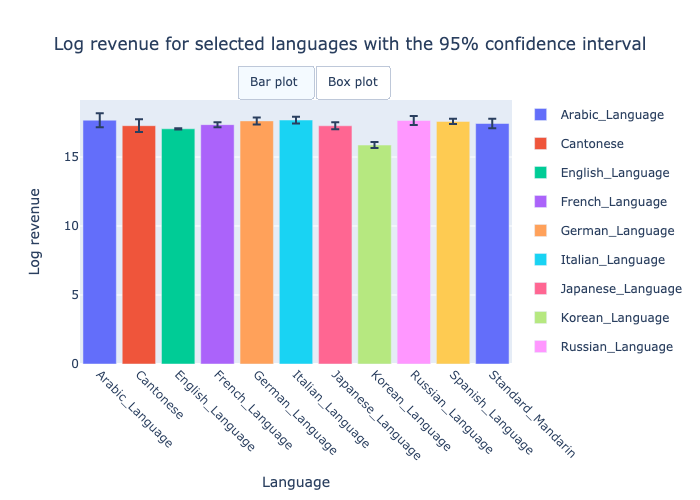 Log revenue for selected languages with the 95% confidence interval
Bar plot
Box plot
Log revenue
15
10
5
0
Arabic_Language
Cantonese
English_Language
French_Language
German_Language
Italian_Language
Japanese_Language
Korean_Language
Russian_Language
Spanish_Language
Standard_Mandarin
Language
Arabic_Language
Cantonese
English_Language
French_Language
German_Language
Italian_Language
Japanese_Language
Korean_Language
Russian_Language